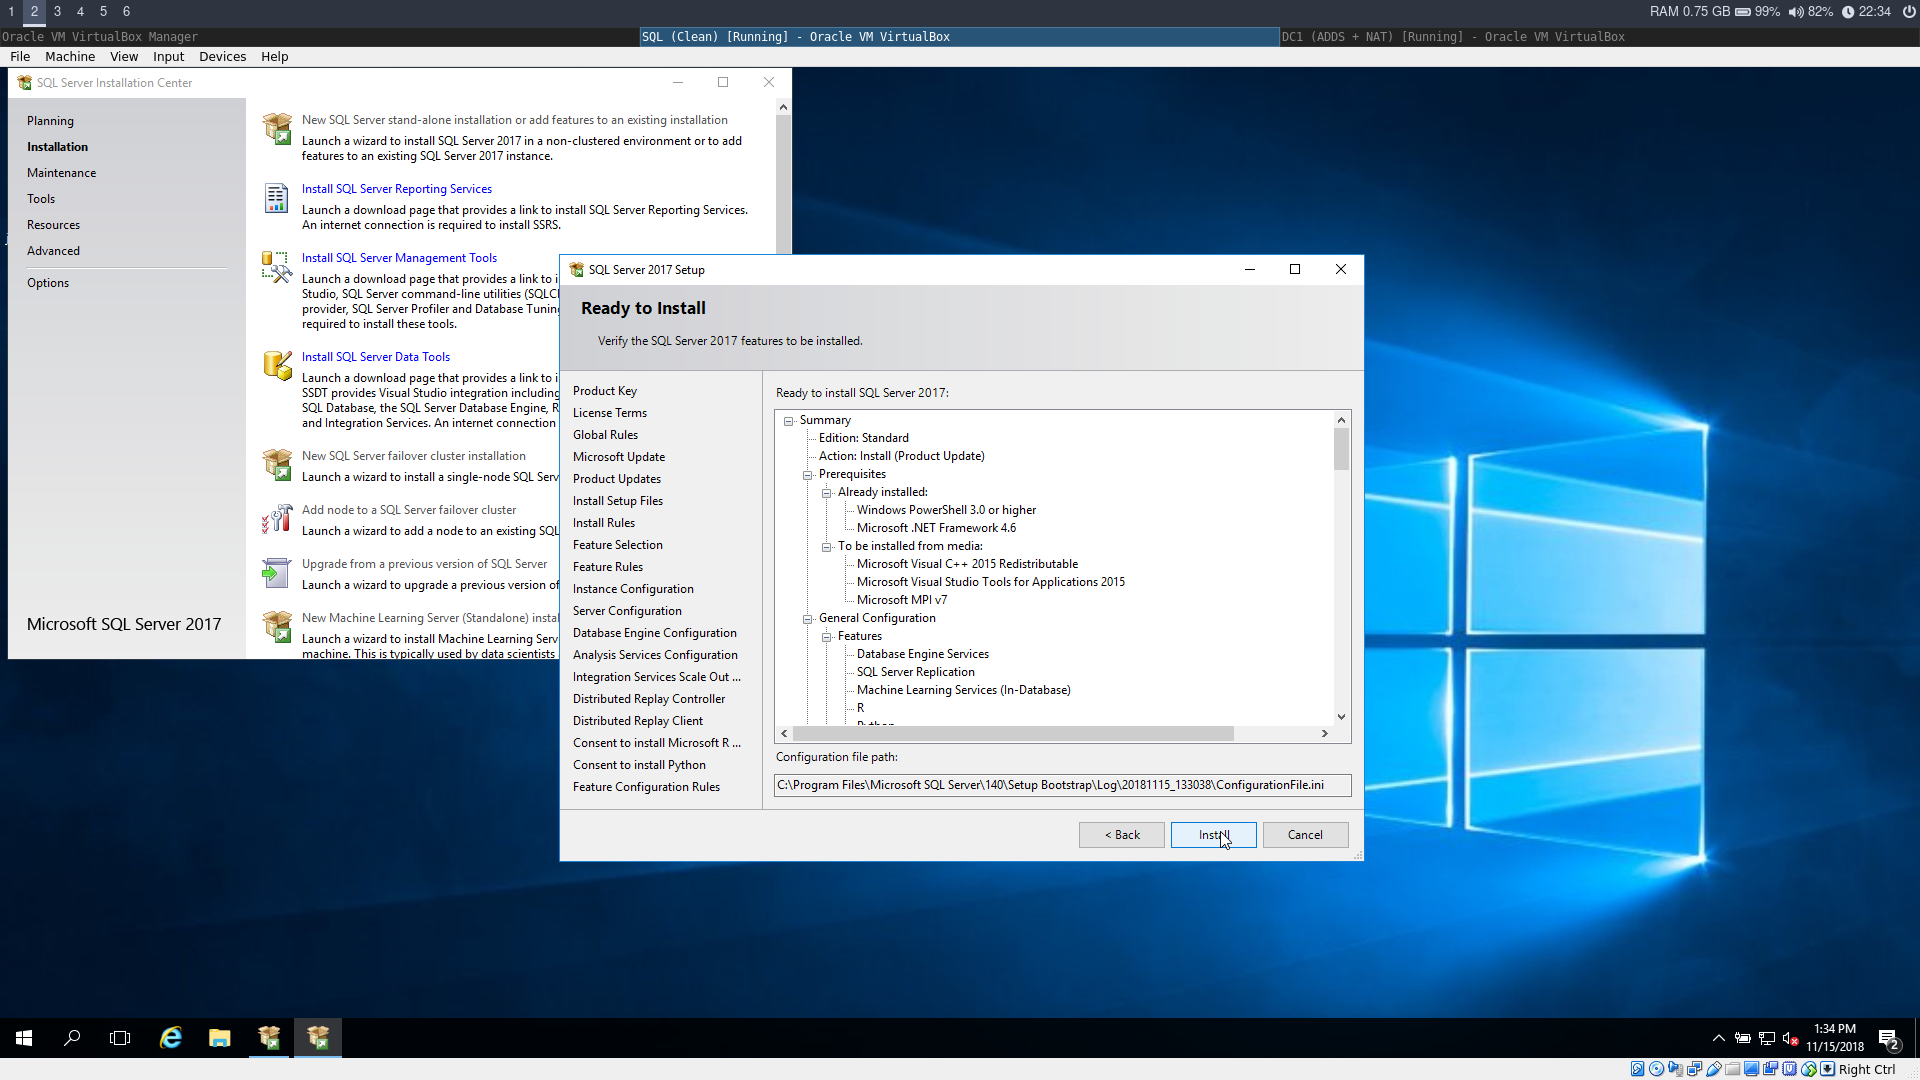 1 2 3 4 5 6
RAM 0.75 GB 99% 82% 22:34
Oracle VM VirtualBox Manager
SQL (Clean) [Running] - Oracle VM VirtualBox
DC1 (ADDS + NAT) [Running] - Oracle VM VirtualBox
File Machine View Input Devices Help
SQL Server Installation Center
Planning
Installation
Maintenance
Tools
Resources
Advanced
Options
Microsoft SQL Server 2017
New SQL Server stand-alone installation or add features to an existing installation
Launch a wizard to install SQL Server 2017 in a non-clustered environment or to add
features to an existing SQL Server 2017 instance.
Install SQL Server Reporting Services
Launch a download page that provides a link to install SQL Server Reporting Services.
An internet connection is required to install SSRS.
Install SQL Server Management Tools
Launch a download page that provides a link to i
Studio, SQL Server command-line utilities (SQLC
provider, SQL Server Profiler and Database Tunin
required to install these tools.
Install SQL Server Data Tools
Launch a download page that provides a link to i
SSDT provides Visual Studio integration including
SQL Database, the SQL Server Database Engine, R
and Integration Services. An internet connection
New SQL Server failover cluster installation
Launch a wizard to install a single-node SQL Serv
Add node to a SQL Server failover cluster
Launch a wizard to add a node to an existing SQL
Upgrade from a previous version of SQL Server
Launch a wizard to upgrade a previous version of
New Machine Learning Server (Standalone) instal
Launch a wizard to install Machine Learning Serv
machine. This is typically used by data scientists
SQL Server 2017 Setup
Ready to Install
Verify the SQL Server 2017 features to be installed.
Product Key
License Terms
Global Rules
Microsoft Update
Product Updates
Install Setup Files
Install Rules
Feature Selection
Feature Rules
Instance Configuration
Server Configuration
Database Engine Configuration
Analysis Services Configuration
Integration Services Scale Out ...
Distributed Replay Controller
Distributed Replay Client
Consent to install Microsoft R ...
Consent to install Python
Feature Configuration Rules
Ready to install SQL Server 2017:
Summary
Edition: Standard
Action: Install (Product Update)
Prerequisites
Already installed:
Windows PowerShell 3.0 or higher
Microsoft .NET Framework 4.6
To be installed from media:
Microsoft Visual C++ 2015 Redistributable
Microsoft Visual Studio Tools for Applications 2015
Microsoft MPI v7
General Configuration
Features
Database Engine Services
SQL Server Replication
Machine Learning Services (In-Database)
R
Python
Configuration file path:
C:\Program Files\Microsoft SQL Server\140\Setup Bootstrap\Log\20181115_133038\ConfigurationFile.ini
< Back Install Cancel
1:34 PM
11/15/2018
2
Right Ctrl